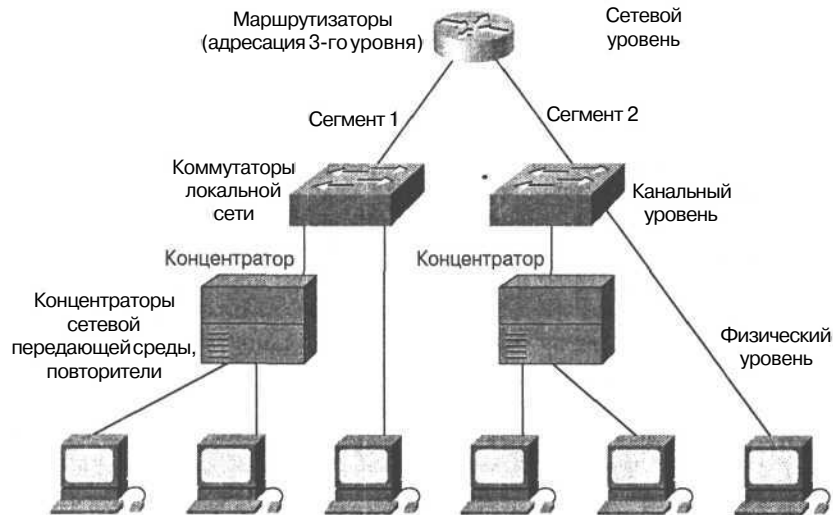 Маршрутизаторы
(адресация 3-го уровня)
Сетевой
уровень
Сегмент 1
Сегмент 2
Коммутаторы
локальной
сети
Канальный
уровень
Концентратор
Концентратор
Концентраторы
сетевой
передающей среды,
повторители
Физический
уровень